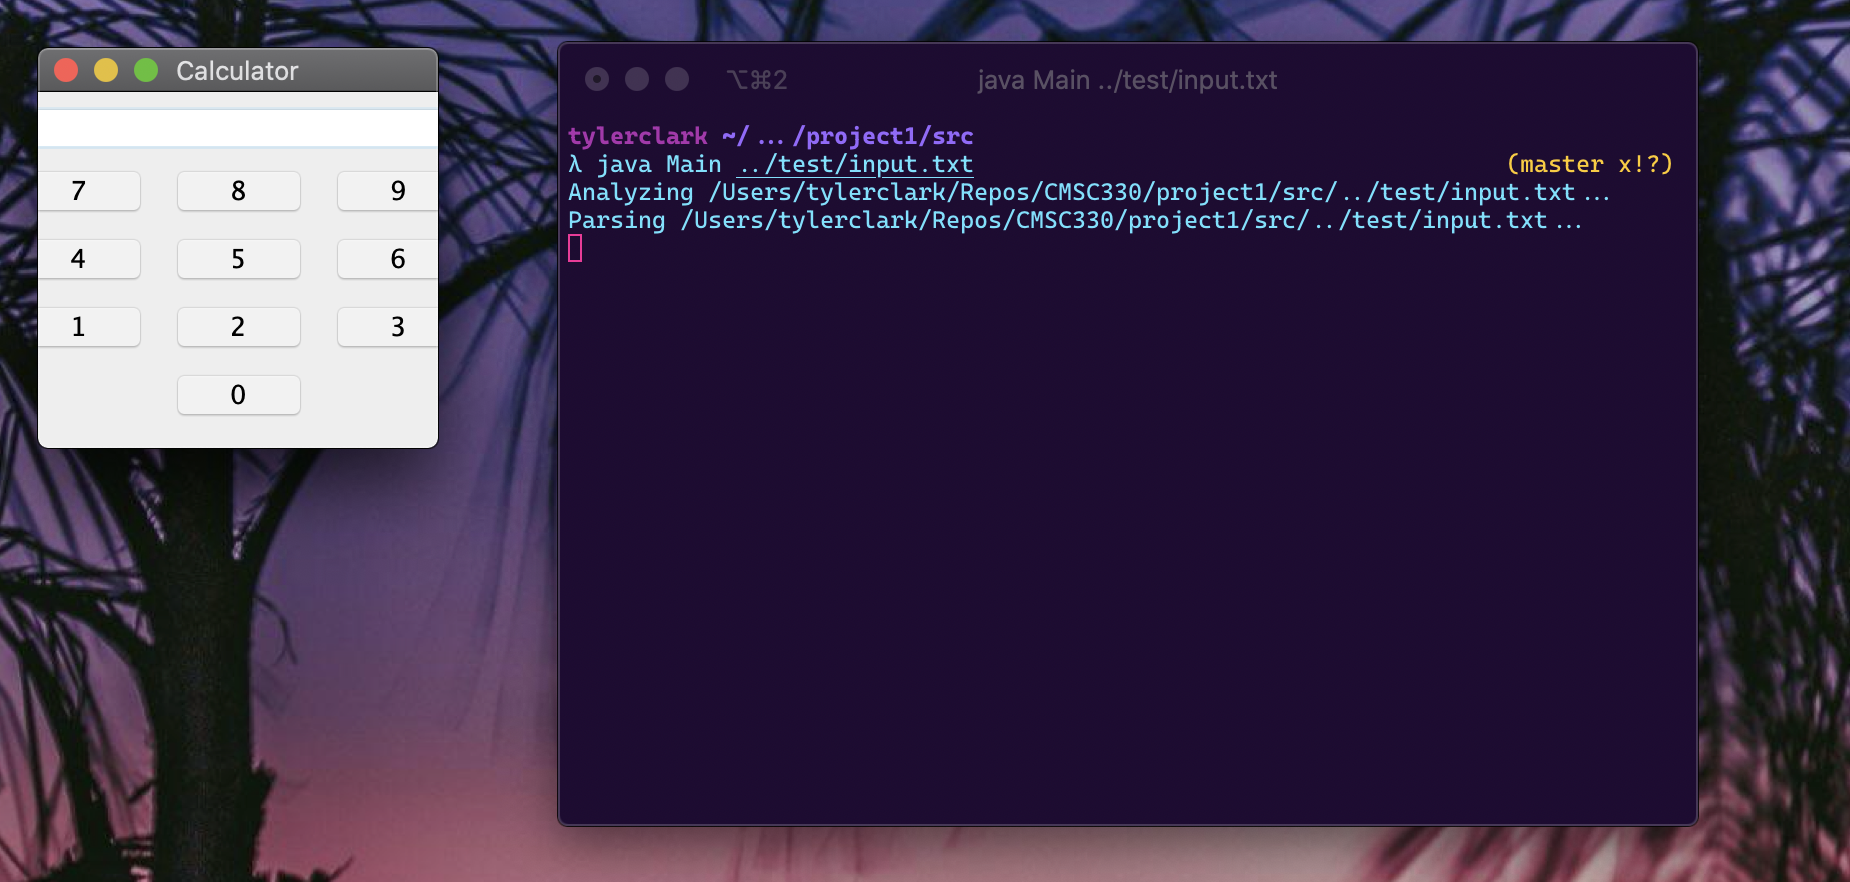 Calculator
7 8 9
4 5 6
1 2 3
0
⌥⌘2 java Main ../test/input.txt
tylerclark ~/ ... /project1/src
λ java Main ../test/input.txt (master x!?)
Analyzing /Users/tylerclark/Repos/CMSC330/project1/src/../test/input.txt ...
Parsing /Users/tylerclark/Repos/CMSC330/project1/src/../test/input.txt ...